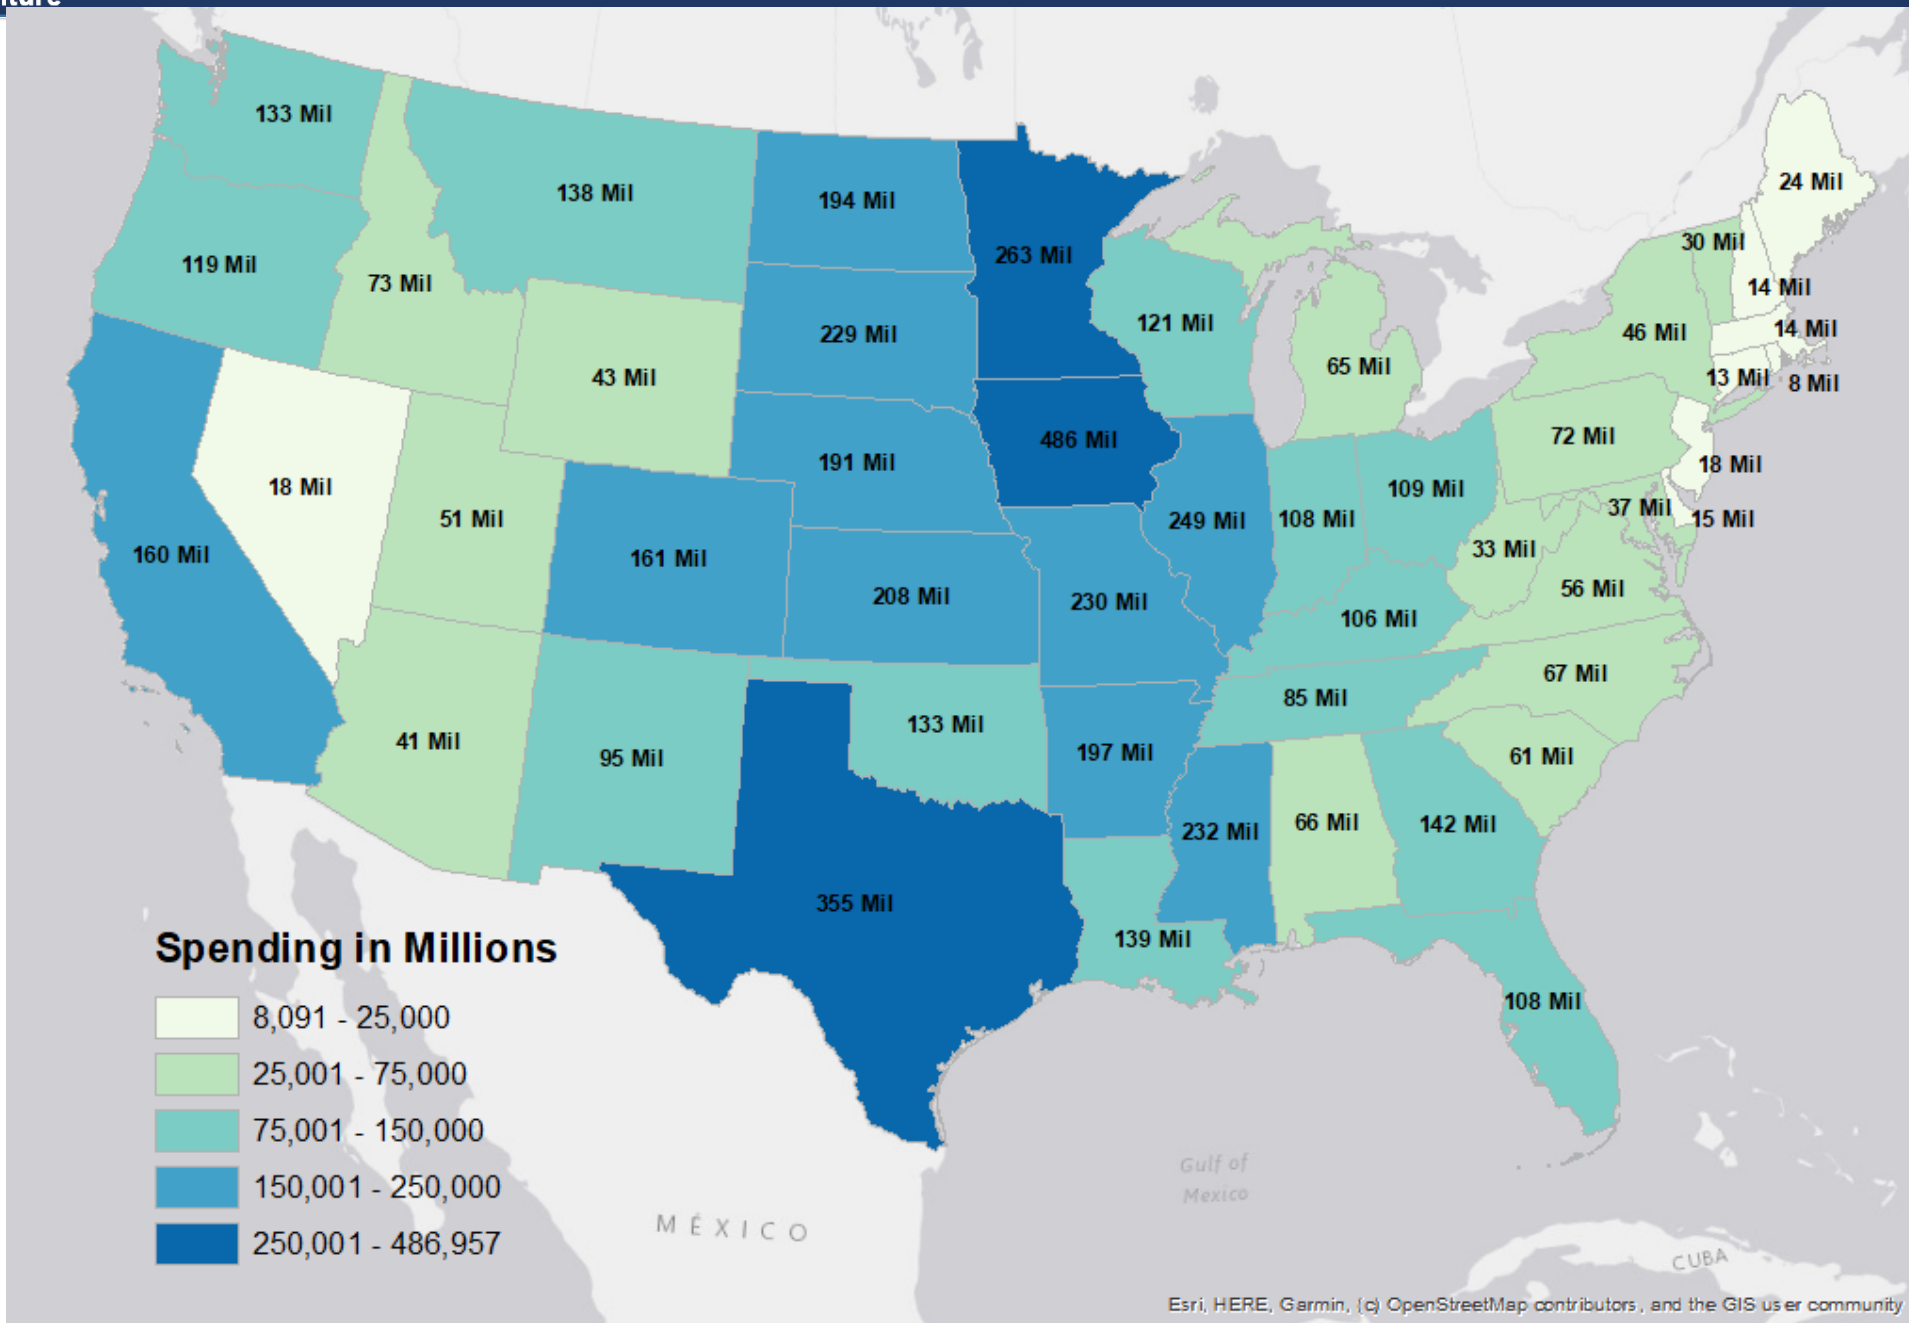 133 Mil
138 Mil
194 Mil
263 Mil
24 Mil
30 Mil
119 Mil
73 Mil
14 Mil
229 Mil
121 Mil
46 Mil
14 Mil
43 Mil
65 Mil
13 Mil
8 Mil
486 Mil
72 Mil
191 Mil
18 Mil
18 Mil
109 Mil
37 Mil
15 Mil
51 Mil
249 Mil
108 Mil
160 Mil
161 Mil
33 Mil
56 Mil
208 Mil
230 Mil
106 Mil
67 Mil
85 Mil
133 Mil
41 Mil
95 Mil
197 Mil
61 Mil
232 Mil
66 Mil
142 Mil
355 Mil
139 Mil
108 Mil
Spending in Millions
8,091 - 25,000
25,001 - 75,000
75,001 - 150,000
150,001 - 250,000
250,001 - 486,957
Gulf of
Mexico
MÉXICO
CUBA
Esri, HERE, Garmin, (c) OpenStreetMap contributors, and the GIS user community